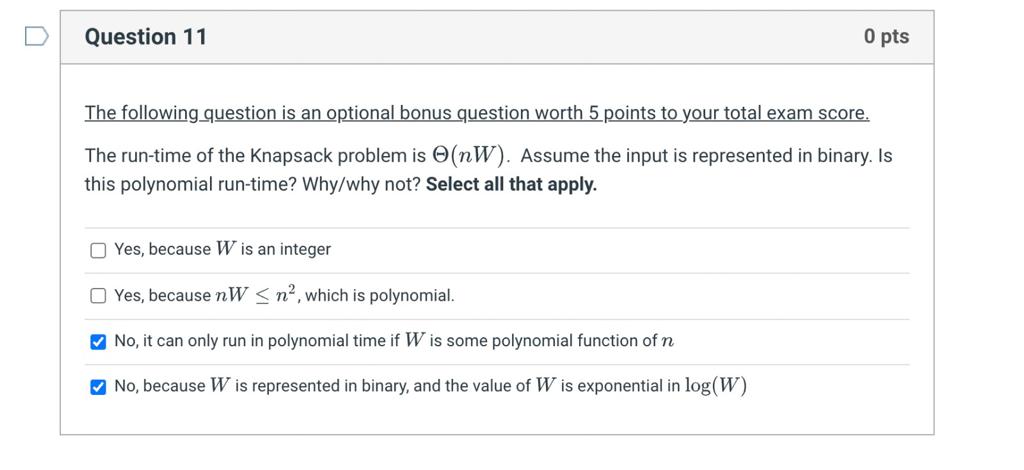 Question 11
0 pts
The following question is an optional bonus question worth 5 points to your total exam score.
The run-time of the Knapsack problem is Θ(nW). Assume the input is represented in binary. Is
this polynomial run-time? Why/why not? Select all that apply.
Yes, because W is an integer
Yes, because nW ≤ n², which is polynomial.
No, it can only run in polynomial time if W is some polynomial function of n
No, because W is represented in binary, and the value of W is exponential in log(W)